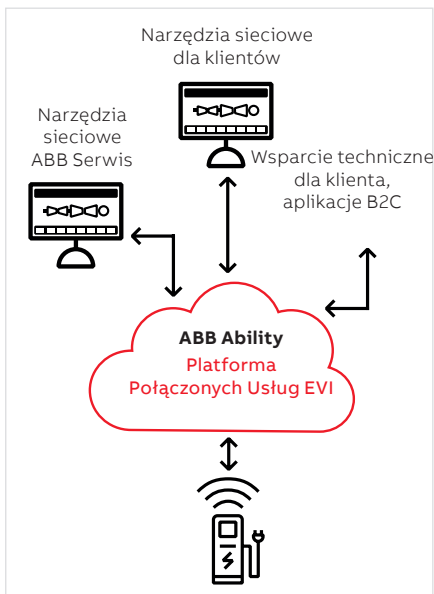 Narzędzia sieciowe
dla klientów
Narzędzia
sieciowe
ABB Serwis
Wsparcie techniczne
dla klienta,
aplikacje B2C
ABB Ability
Platforma
Połączonych Usług EVI